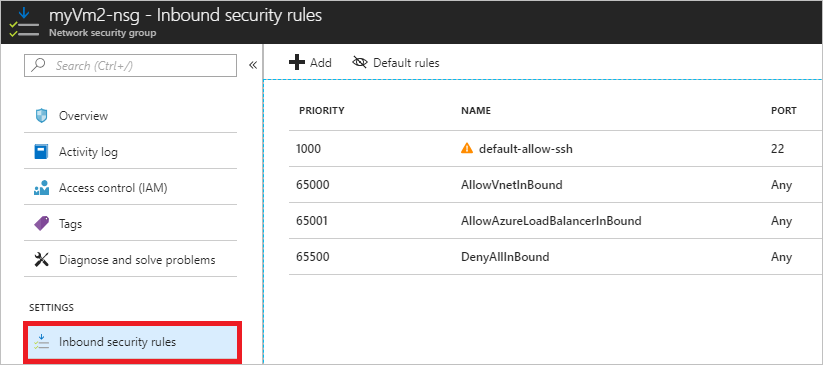 myVm2-nsg - Inbound security rules
Network security group
Search (Ctrl+/)
«
Add
Default rules
Overview
Activity log
Access control (IAM)
Tags
Diagnose and solve problems
SETTINGS
Inbound security rules
PRIORITY NAME PORT
1000 default-allow-ssh 22
65000 AllowVnetInBound Any
65001 AllowAzureLoadBalancerInBound Any
65500 DenyAllInBound Any